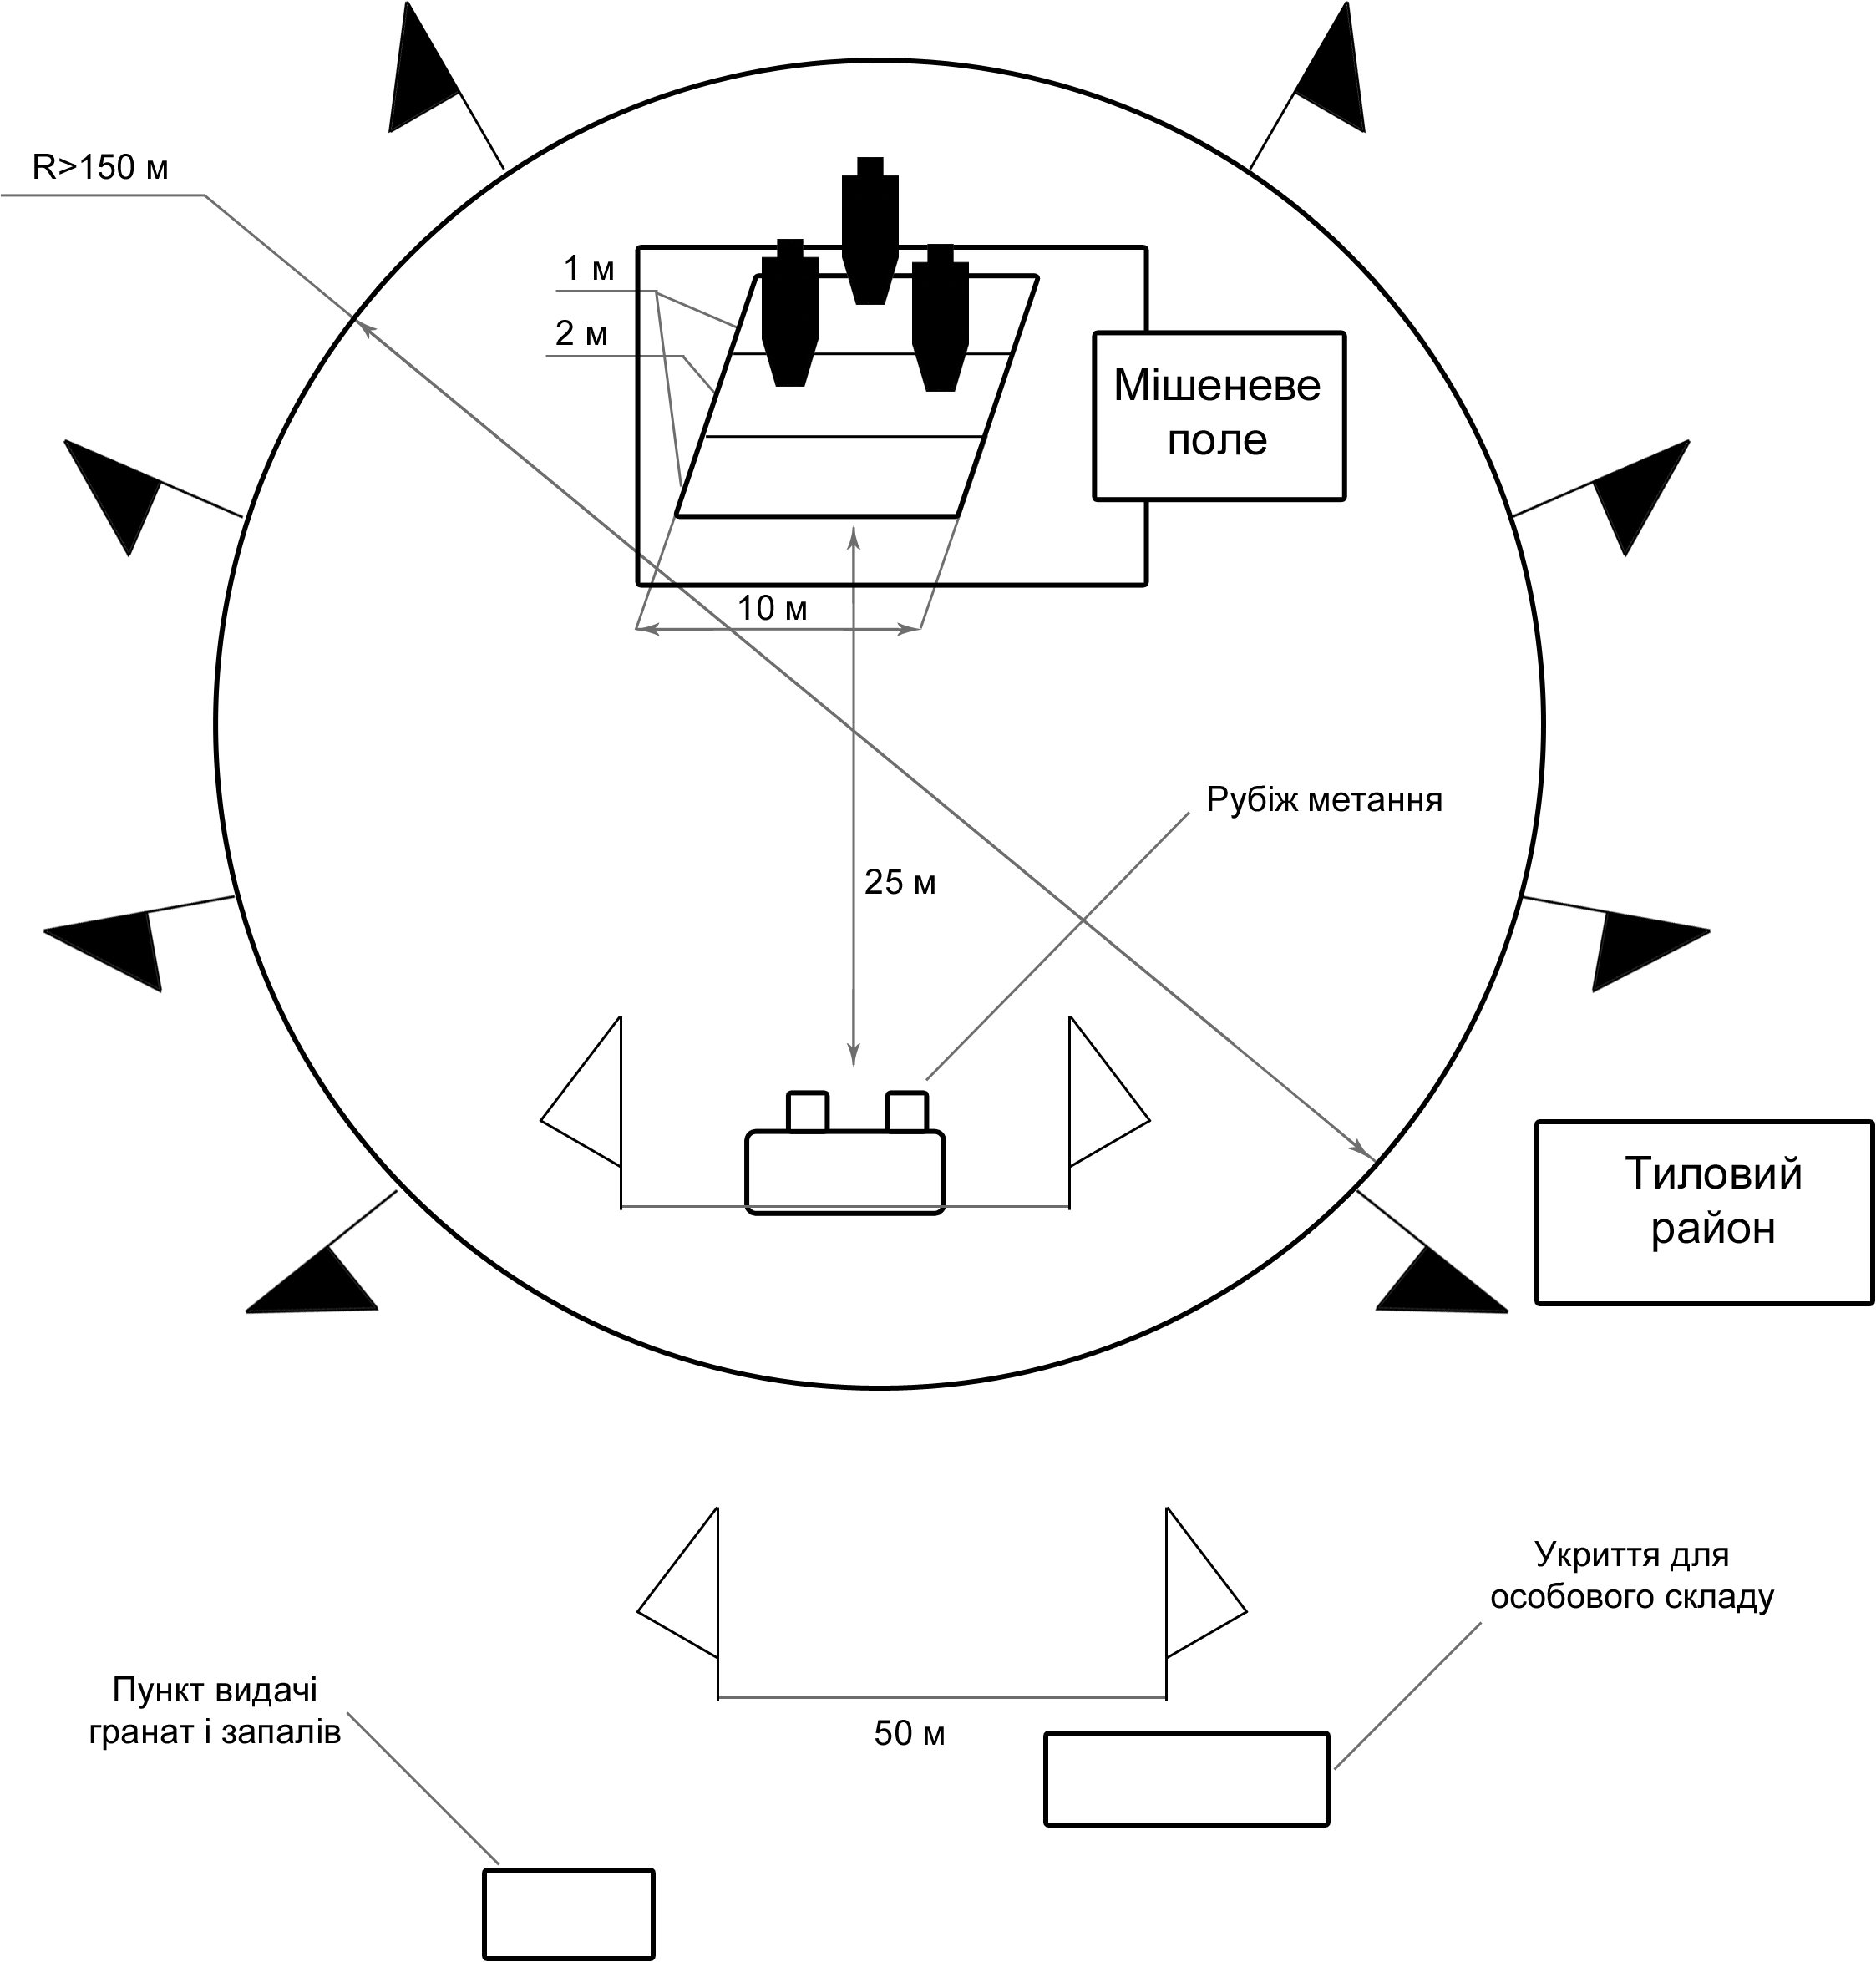 R>150 м
1 м
2 м
Мішеневе
поле
10 м
Рубіж метання
25 м
Тиловий
район
Укриття для
особового складу
Пункт видачі
гранат і запалів
50 м